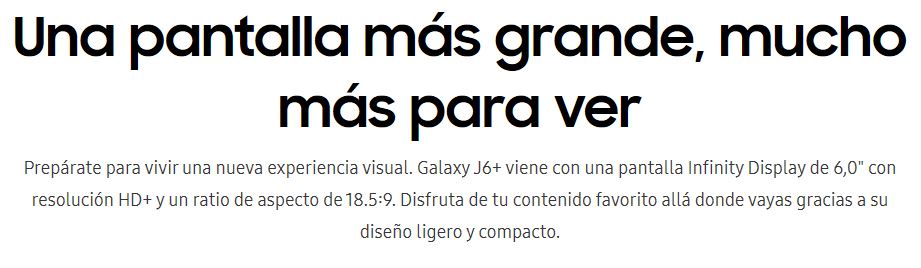 Una pantalla más grande, mucho
más para ver
Prepárate para vivir una nueva experiencia visual. Galaxy J6+ viene con una pantalla Infinity Display de 6,0" con
resolución HD+ y un ratio de aspecto de 18.5:9. Disfruta de tu contenido favorito allá donde vayas gracias a su
diseño ligero y compacto.